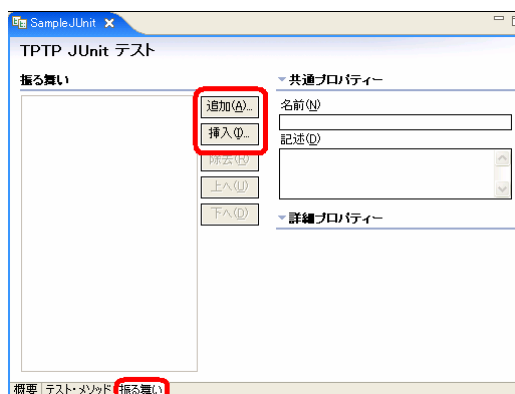 SampleJUnit
TPTP JUnit テスト
振る舞い
追加(A)...
挿入(I)...
除去(R)
上へ(U)
下へ(D)
共通プロパティー
名前(N)
記述(D)
詳細プロパティー
概要 テスト・メソッド 振る舞い